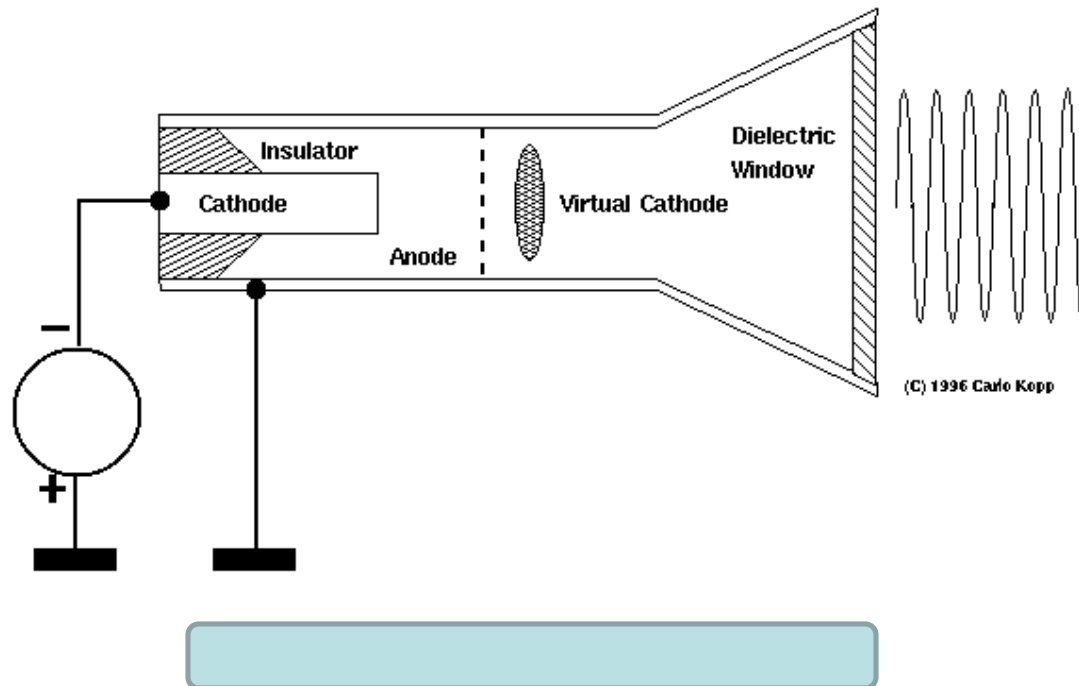 Insulator
Cathode
Anode
Virtual Cathode
Dielectric
Window
−
+
(C) 1996 Carlo Kopp